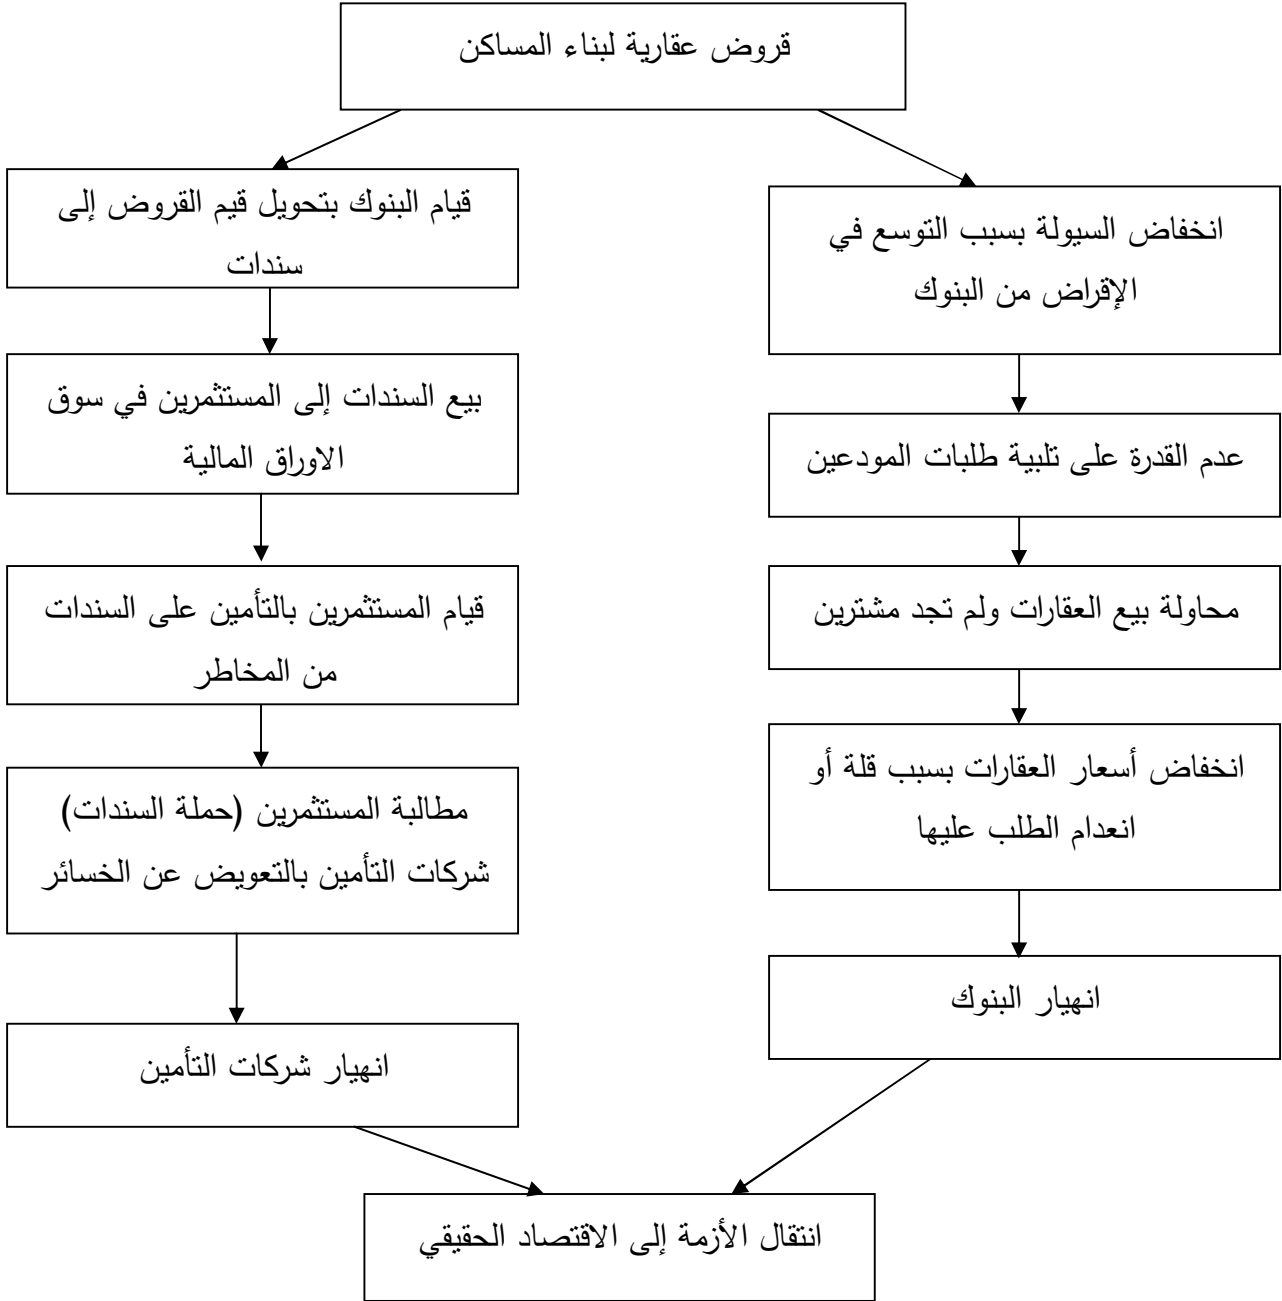 قروض عقارية لبناء المساكن
انخفاض السيولة بسبب التوسع في
الإقراض من البنوك
عدم القدرة على تلبية طلبات المودعين
محاولة بيع العقارات ولم تجد مشترين
انخفاض أسعار العقارات بسبب قلة أو
انعدام الطلب عليها
انهيار البنوك
قيام البنوك بتحويل قيم القروض إلى
سندات
بيع السندات إلى المستثمرين في سوق
الاوراق المالية
قيام المستثمرين بالتأمين على السندات
من المخاطر
مطالبة المستثمرين (حملة السندات)
شركات التأمين بالتعويض عن الخسائر
انهيار شركات التأمين
انتقال الأزمة إلى الاقتصاد الحقيقي